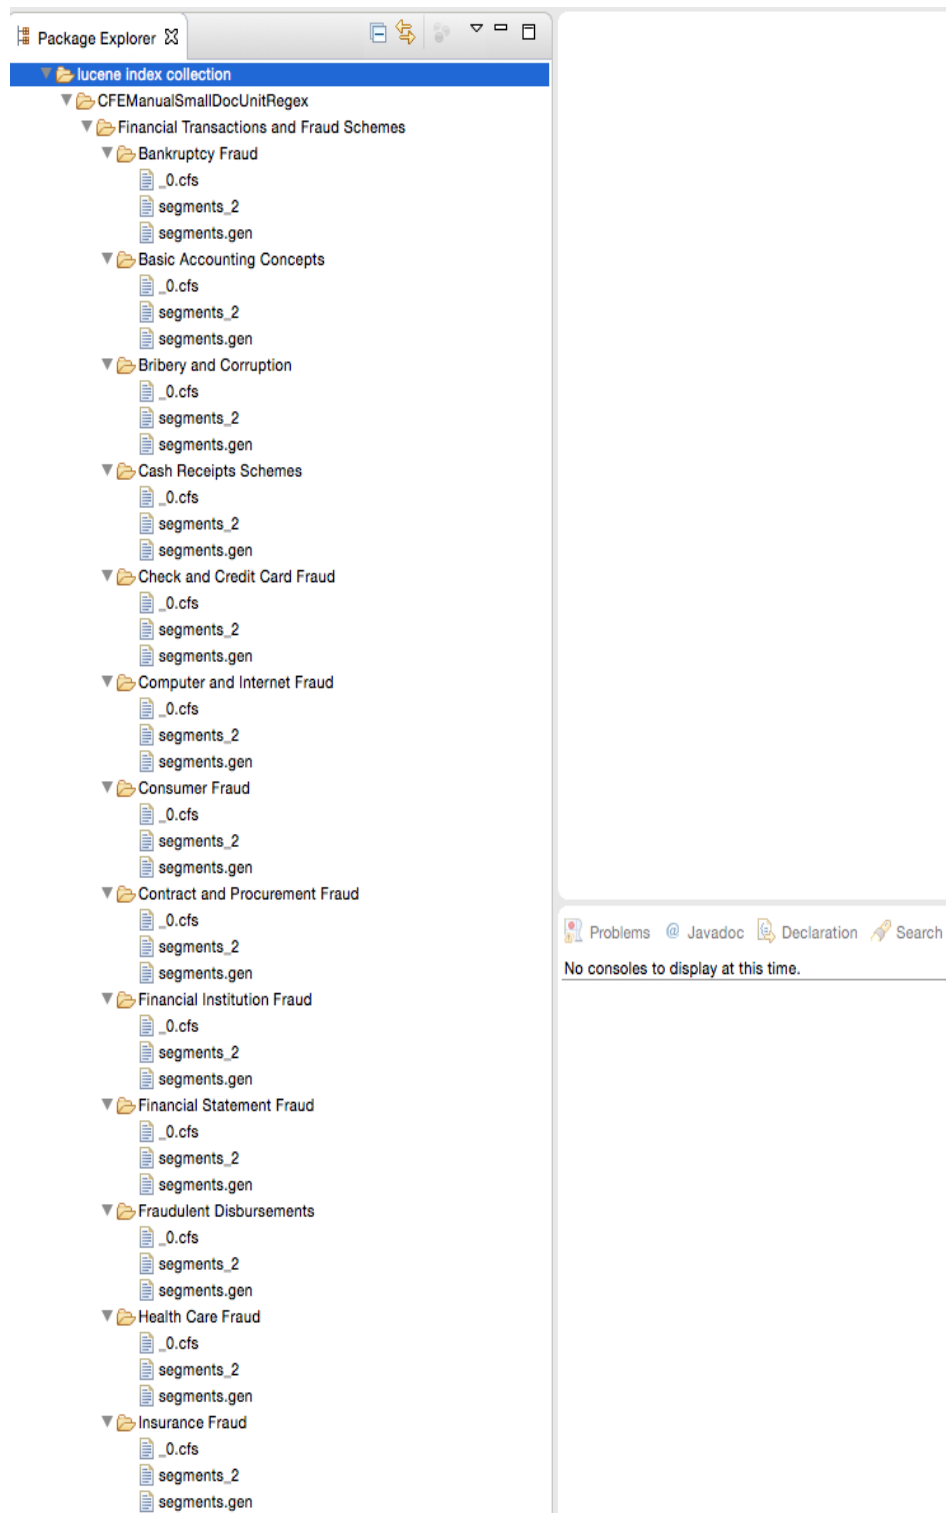 Package Explorer
lucene index collection
CFEManualSmallDocUnitRegex
Financial Transactions and Fraud Schemes
Bankruptcy Fraud
_0.cfs
segments_2
segments.gen
Basic Accounting Concepts
_0.cfs
segments_2
segments.gen
Bribery and Corruption
_0.cfs
segments_2
segments.gen
Cash Receipts Schemes
_0.cfs
segments_2
segments.gen
Check and Credit Card Fraud
_0.cfs
segments_2
segments.gen
Computer and Internet Fraud
_0.cfs
segments_2
segments.gen
Consumer Fraud
_0.cfs
segments_2
segments.gen
Contract and Procurement Fraud
_0.cfs
segments_2
segments.gen
Financial Institution Fraud
_0.cfs
segments_2
segments.gen
Financial Statement Fraud
_0.cfs
segments_2
segments.gen
Fraudulent Disbursements
_0.cfs
segments_2
segments.gen
Health Care Fraud
_0.cfs
segments_2
segments.gen
Insurance Fraud
_0.cfs
segments_2
segments.gen
Problems @ Javadoc Declaration Search
No consoles to display at this time.